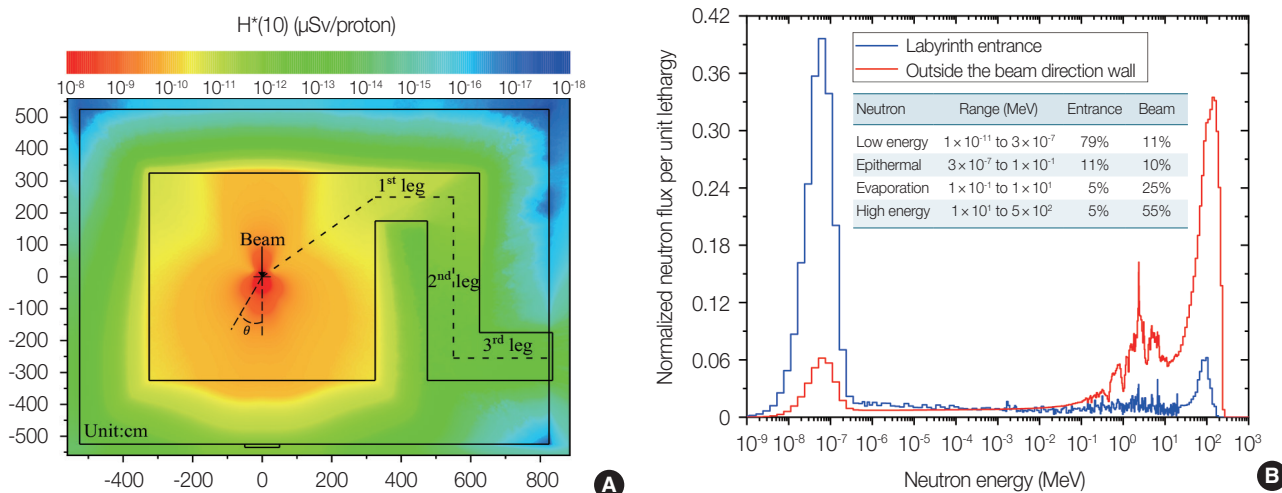 H*(10) (μSv/proton)
10⁻⁸ 10⁻⁹ 10⁻¹⁰ 10⁻¹¹ 10⁻¹² 10⁻¹³ 10⁻¹⁴ 10⁻¹⁵ 10⁻¹⁶ 10⁻¹⁷ 10⁻¹⁸
500
400
300
200
100
0
-100
-200
-300
-400
-500
1ˢᵗ leg
Beam
2ⁿᵈ leg
θ
3ʳᵈ leg
Unit:cm
-400 -200 0 200 400 600 800
A
Normalized neutron flux per unit lethargy
0.42
0.36
0.30
0.24
0.18
0.12
0.06
0
Labyrinth entrance
Outside the beam direction wall
Neutron Range (MeV) Entrance Beam
Low energy 1×10⁻¹¹ to 3×10⁻⁷ 79% 11%
Epithermal 3×10⁻⁷ to 1×10⁻¹ 11% 10%
Evaporation 1×10⁻¹ to 1×10¹ 5% 25%
High energy 1×10¹ to 5×10² 5% 55%
10⁻⁹ 10⁻⁸ 10⁻⁷ 10⁻⁶ 10⁻⁵ 10⁻⁴ 10⁻³ 10⁻² 10⁻¹ 10⁰ 10¹ 10² 10³
Neutron energy (MeV)
B